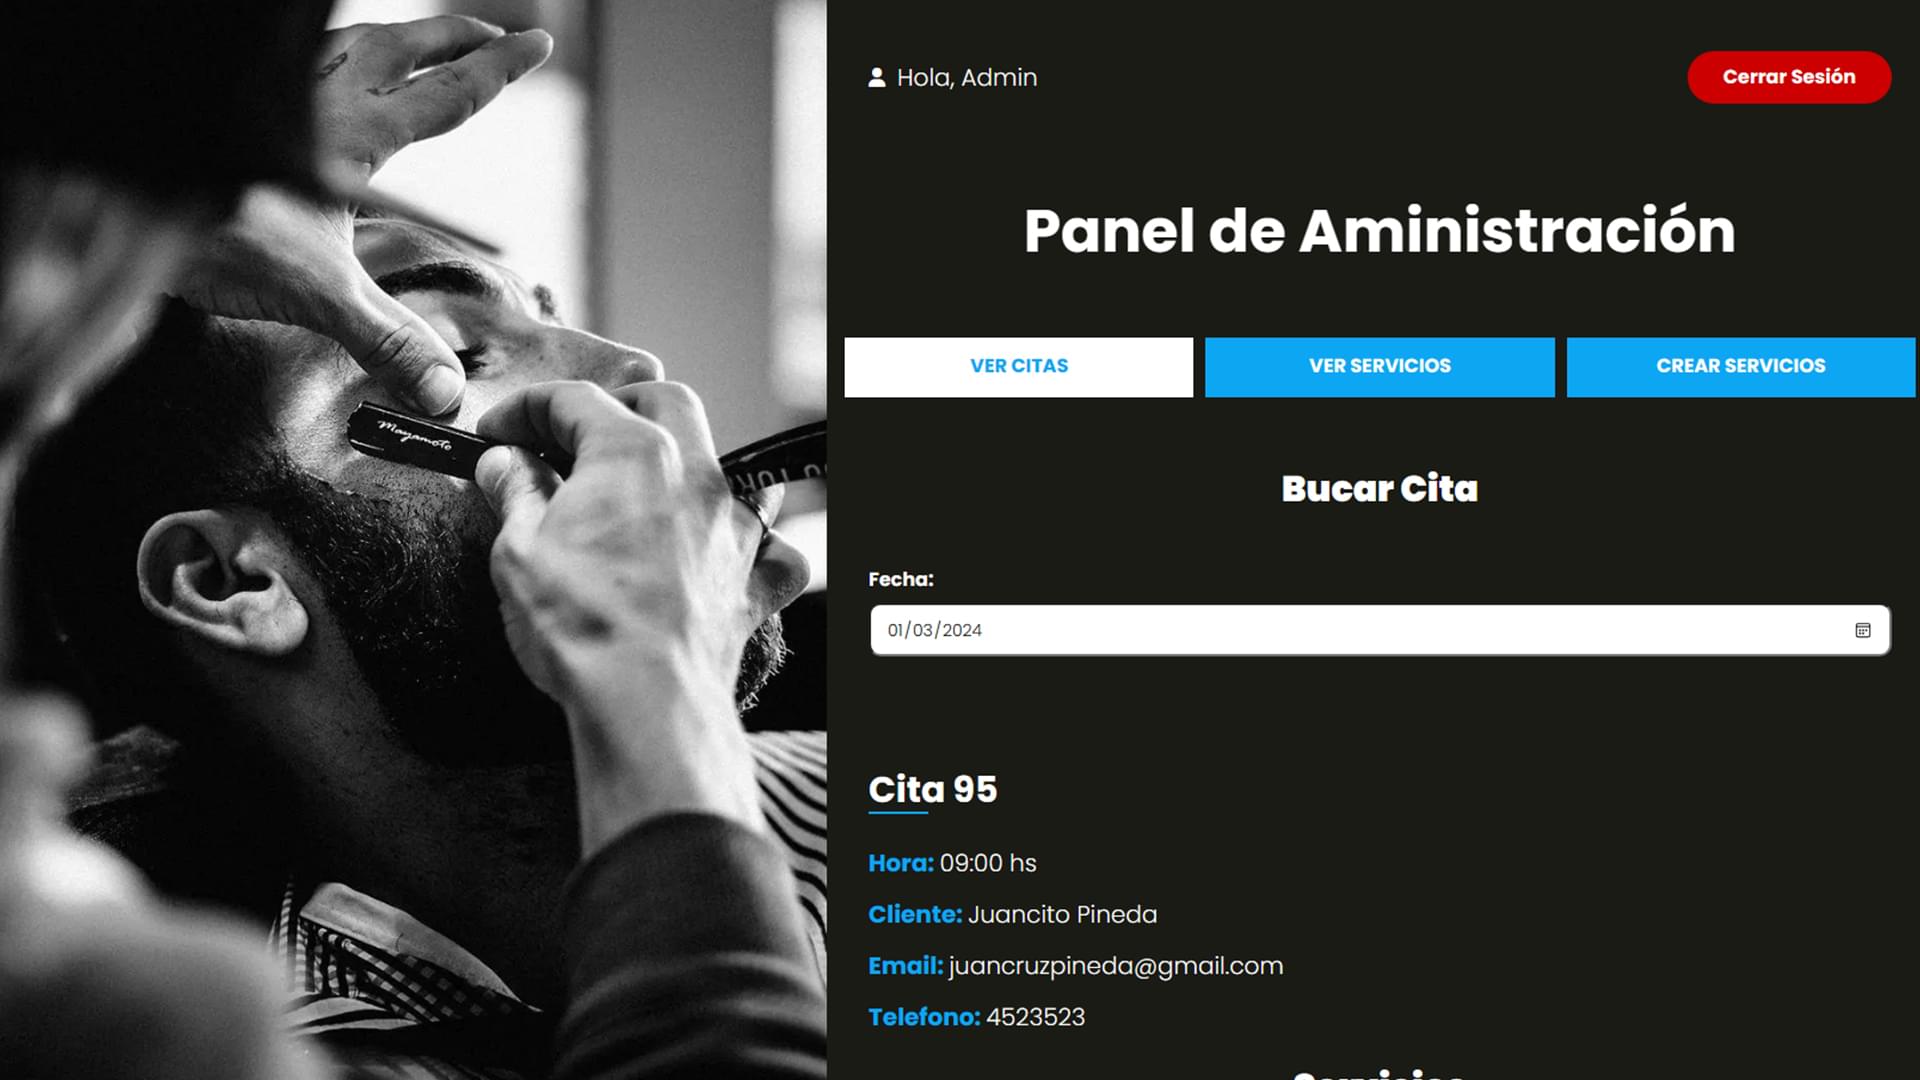 Hola, Admin
Cerrar Sesión
Panel de Aministración
VER CITAS
VER SERVICIOS
CREAR SERVICIOS
Bucar Cita
Fecha:
01/03/2024
Cita 95
Hora: 09:00 hs
Cliente: Juancito Pineda
Email: juancruzpineda@gmail.com
Telefono: 4523523
Servicios